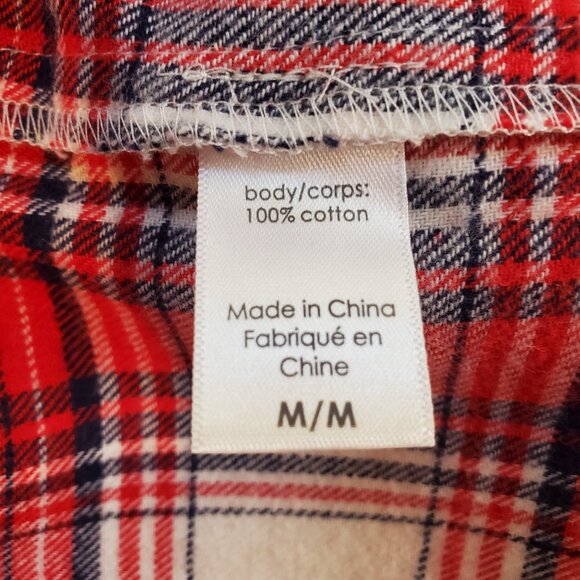 body/corps:
100% cotton
Made in China
Fabriqué en
Chine
M/M